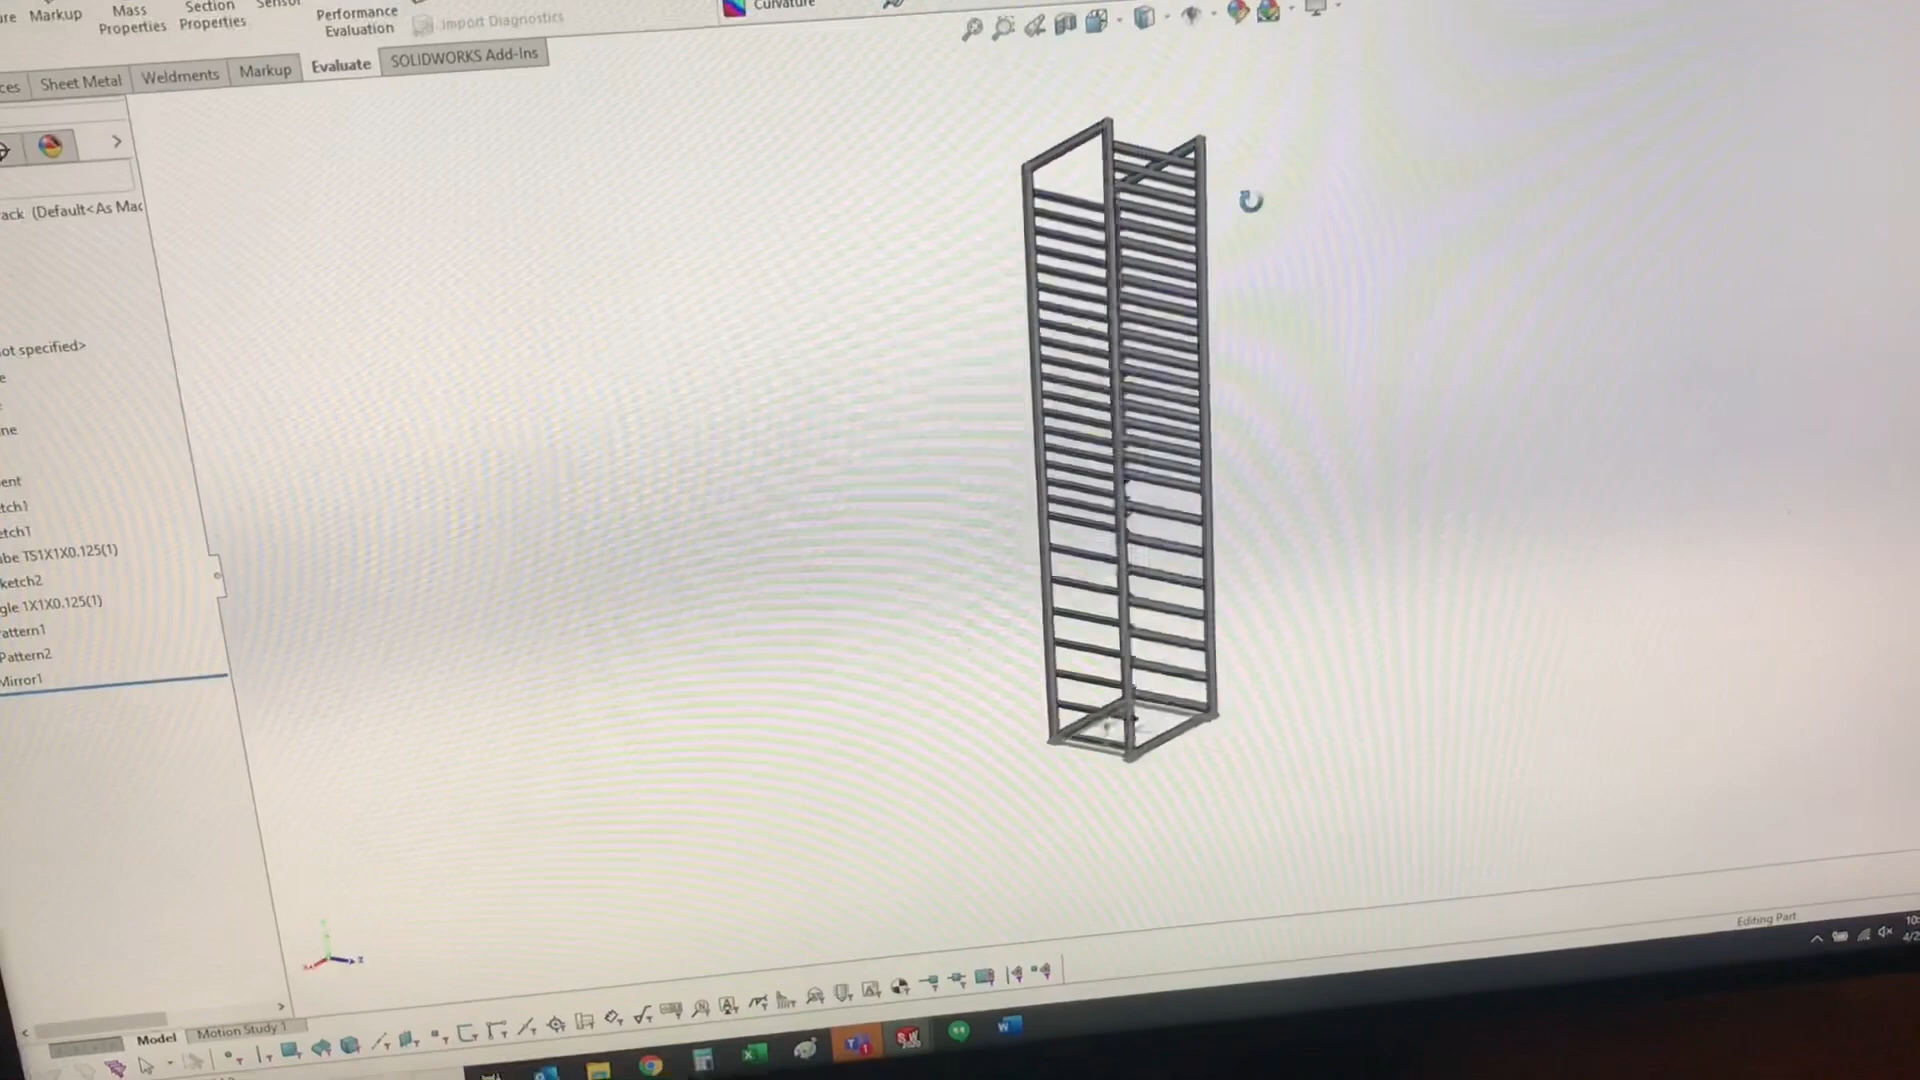 Markup
Mass
Properties
Section
Properties
Performance
Evaluation
Import Diagnostics
Curvature
Sheet Metal
Weldments
Markup
Evaluate
SOLIDWORKS Add-Ins
ack (Default<As Mac
ot specified>
ne
ent
tch1
etch1
be TS1X1X0.125(1)
ketch2
gle 1X1X0.125(1)
attern1
Pattern2
Mirror1
Editing Part
Model
Motion Study 1